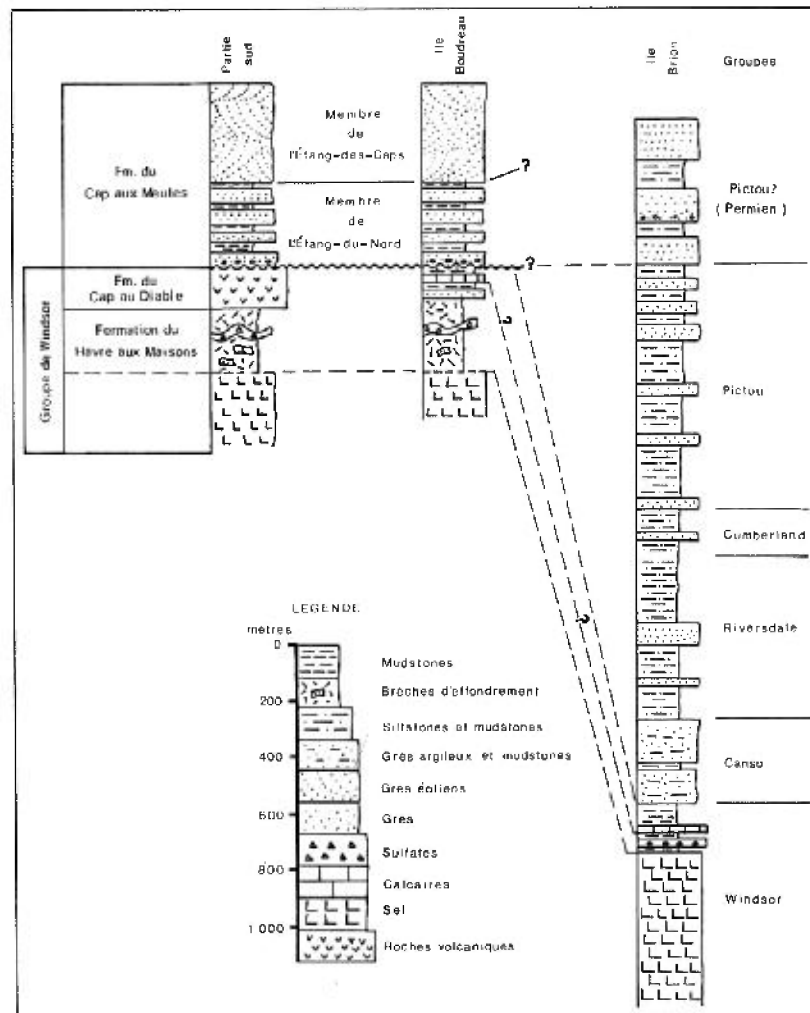 Partie
sud
Ile
Boudreau
Ile
Brion
Groupes
Fm. du
Cap aux Meules
Membre
de
l'Étang-des-Caps
?
Membre
de
l'Étang-du-Nord
Pictou?
( Permien )
?
Groupe de Windsor
Fm. du
Cap au Diable
Formation du
Havre aux Maisons
?
?
Pictou
Cumberland
Riversdale
Canso
Windsor
LEGENDE
mètres
0
200
400
600
800
1 000
Mudstones
Brèches d'effondrement
Siltstones et mudstones
Grès argileux et mudstones
Grès éoliens
Grès
Sulfates
Calcaires
Sel
Roches volcaniques